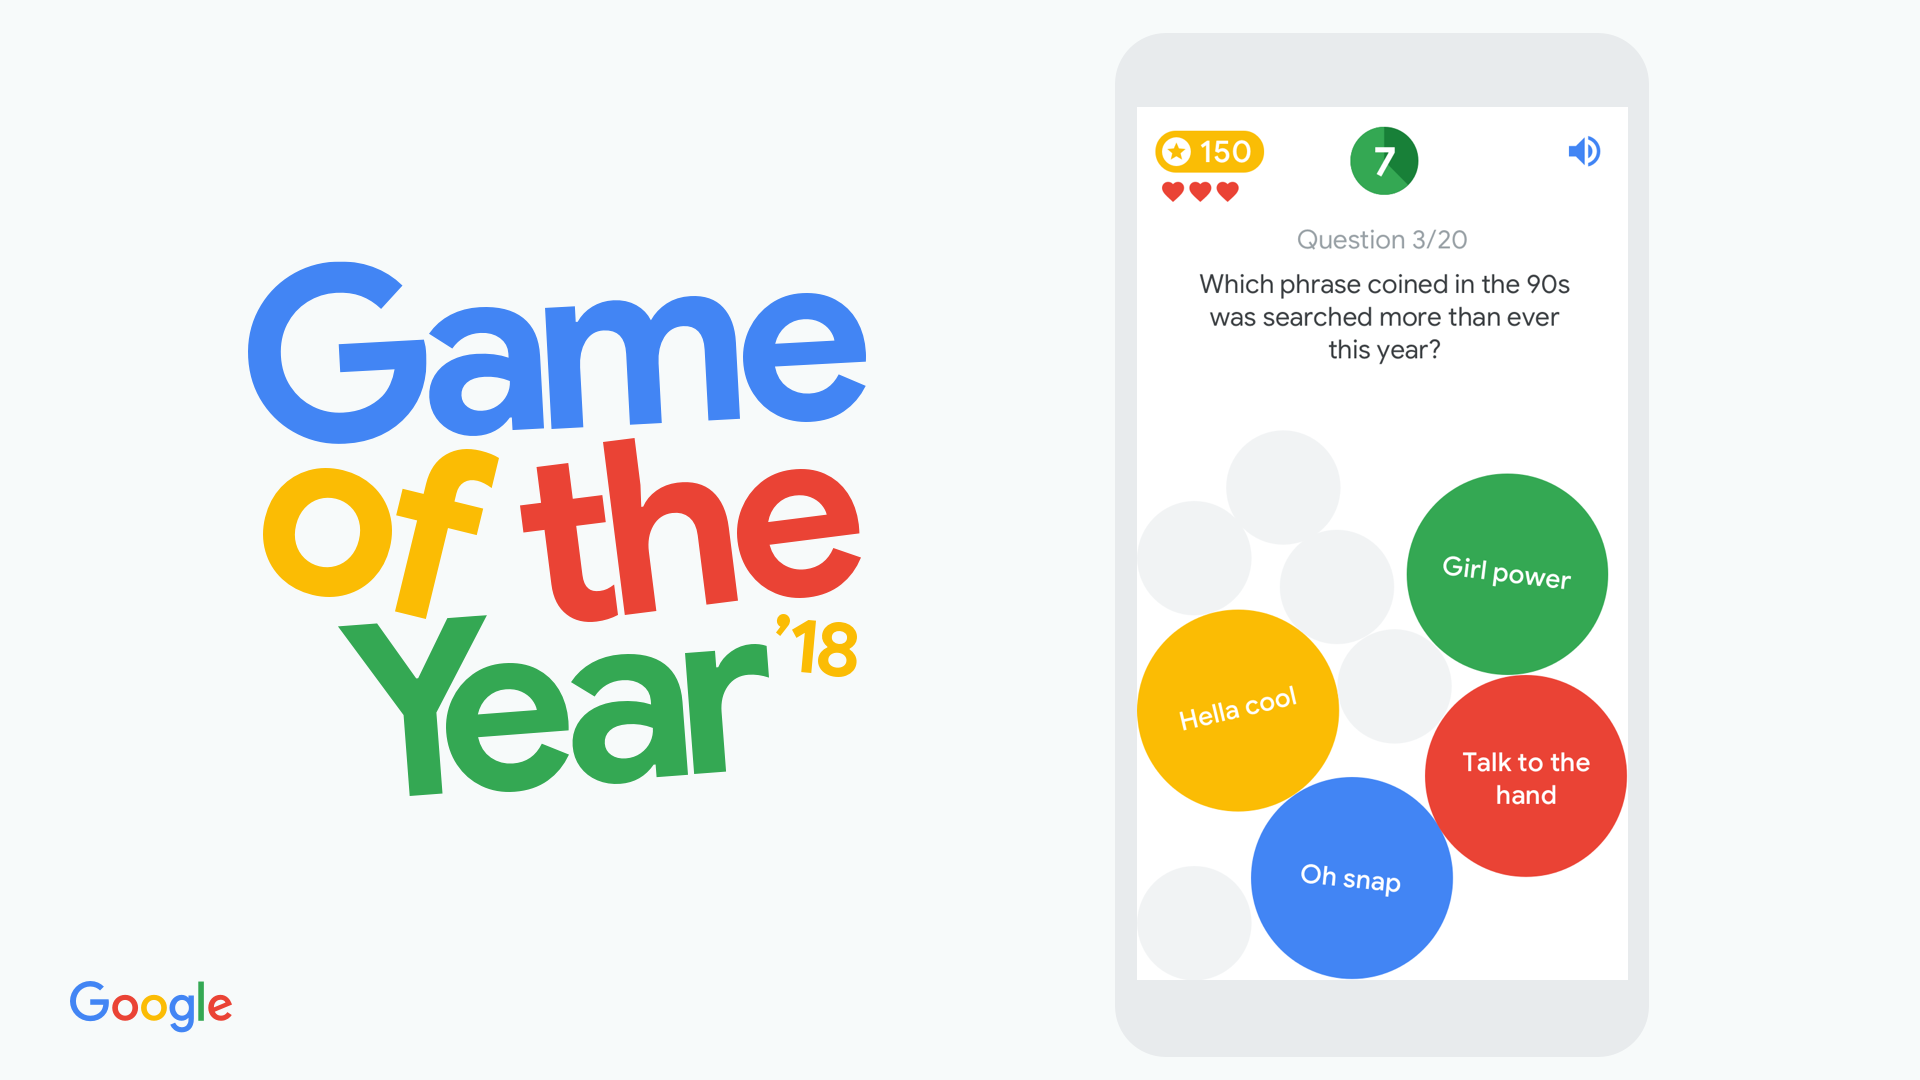 Game
of the
Year ’18
Google
150
7
Question 3/20
Which phrase coined in the 90s
was searched more than ever
this year?
Girl power
Hella cool
Talk to the
hand
Oh snap